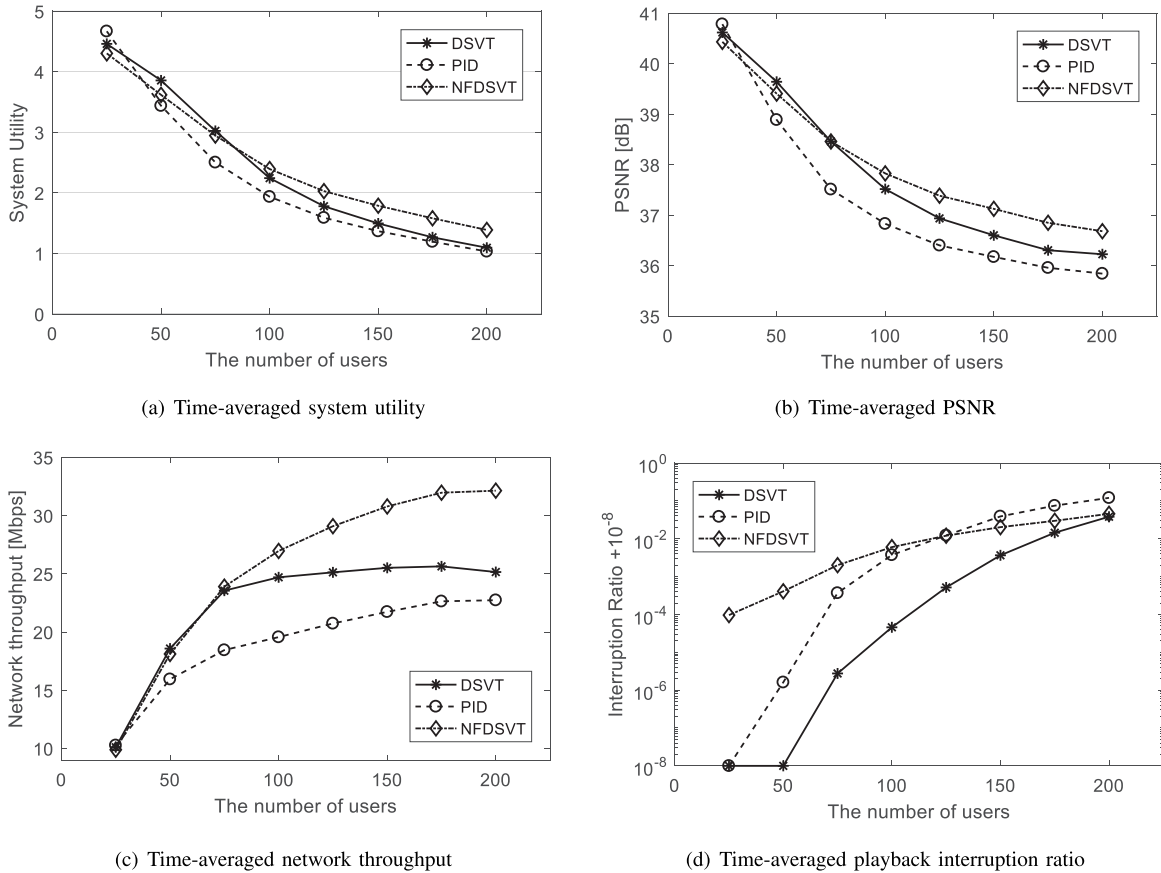 5
4
3
2
1
0
System Utility
DSVT
PID
NFDSVT
0 50 100 150 200
The number of users
(a) Time-averaged system utility
41
40
39
38
37
36
35
PSNR [dB]
DSVT
PID
NFDSVT
0 50 100 150 200
The number of users
(b) Time-averaged PSNR
35
30
25
20
15
10
Network throughput [Mbps]
DSVT
PID
NFDSVT
0 50 100 150 200
The number of users
(c) Time-averaged network throughput
10^0
10^-2
10^-4
10^-6
10^-8
Interruption Ratio +10^-8
DSVT
PID
NFDSVT
0 50 100 150 200
The number of users
(d) Time-averaged playback interruption ratio